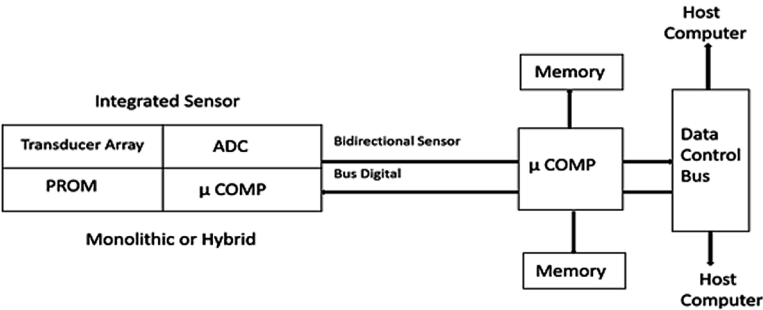 Host
Computer
Memory
Integrated Sensor
Transducer Array
ADC
Bidirectional Sensor
PROM
μ COMP
Bus Digital
μ COMP
Data
Control
Bus
Monolithic or Hybrid
Memory
Host
Computer